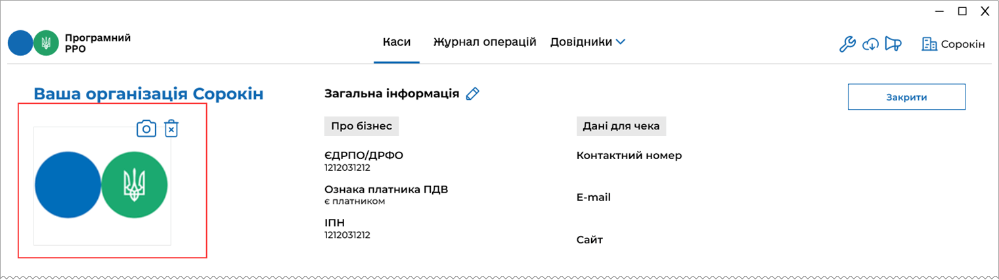 Програмний
РРО
Каси
Журнал операцій
Довідники
Сорокін
Ваша організація Сорокін
Загальна інформація
Закрити
Про бізнес
ЄДРПО/ДРФО
1212031212
Ознака платника ПДВ
є платником
ІПН
1212031212
Дані для чека
Контактний номер
E-mail
Сайт